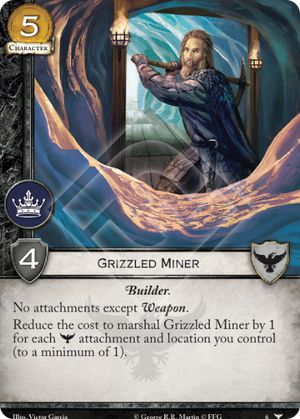 5
CHARACTER
4
GRIZZLED MINER
Builder.
No attachments except Weapon.
Reduce the cost to marshal Grizzled Miner by 1
for each attachment and location you control
(to a minimum of 1).
Illus. Victor Garcia © George R.R. Martin © FFG 6